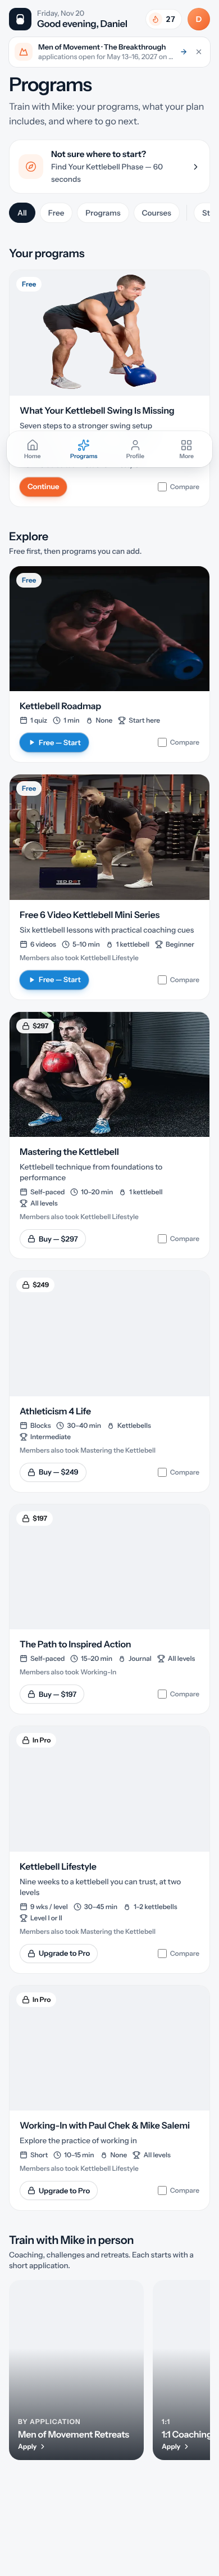 Friday, Nov 20
Good evening, Daniel
27
D
Men of Movement · The Breakthrough
applications open for May 13–16, 2027 on ...
Programs
Train with Mike: your programs, what your plan
includes, and where to go next.
Not sure where to start?
Find Your Kettlebell Phase — 60
seconds
All
Free
Programs
Courses
St
Your programs
Free
What Your Kettlebell Swing Is Missing
Seven steps to a stronger swing setup
Home
Programs
Profile
More
Continue
Compare
Explore
Free first, then programs you can add.
Free
Kettlebell Roadmap
1 quiz
1 min
None
Start here
Free — Start
Compare
Free
Free 6 Video Kettlebell Mini Series
Six kettlebell lessons with practical coaching cues
6 videos
5–10 min
1 kettlebell
Beginner
Members also took Kettlebell Lifestyle
Free — Start
Compare
$297
Mastering the Kettlebell
Kettlebell technique from foundations to
performance
Self-paced
10–20 min
1 kettlebell
All levels
Members also took Kettlebell Lifestyle
Buy — $297
Compare
$249
Athleticism 4 Life
Blocks
30–40 min
Kettlebells
Intermediate
Members also took Mastering the Kettlebell
Buy — $249
Compare
$197
The Path to Inspired Action
Self-paced
15–20 min
Journal
All levels
Members also took Working-In
Buy — $197
Compare
In Pro
Kettlebell Lifestyle
Nine weeks to a kettlebell you can trust, at two
levels
9 wks / level
30–45 min
1–2 kettlebells
Level I or II
Members also took Mastering the Kettlebell
Upgrade to Pro
Compare
In Pro
Working-In with Paul Chek & Mike Salemi
Explore the practice of working in
Short
10–15 min
None
All levels
Members also took Kettlebell Lifestyle
Upgrade to Pro
Compare
Train with Mike in person
Coaching, challenges and retreats. Each starts with a
short application.
BY APPLICATION
Men of Movement Retreats
Apply
1:1
1:1 Coaching
Apply